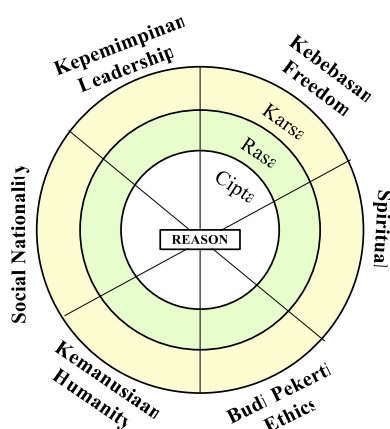 Kepemimpinan
Leadership
Kebebasan
Freedom
Karsa
Rasa
Cipta
REASON
Social Nationality
Spiritual
Kemanusiaan
Humanity
Budi Pekerti
Ethics